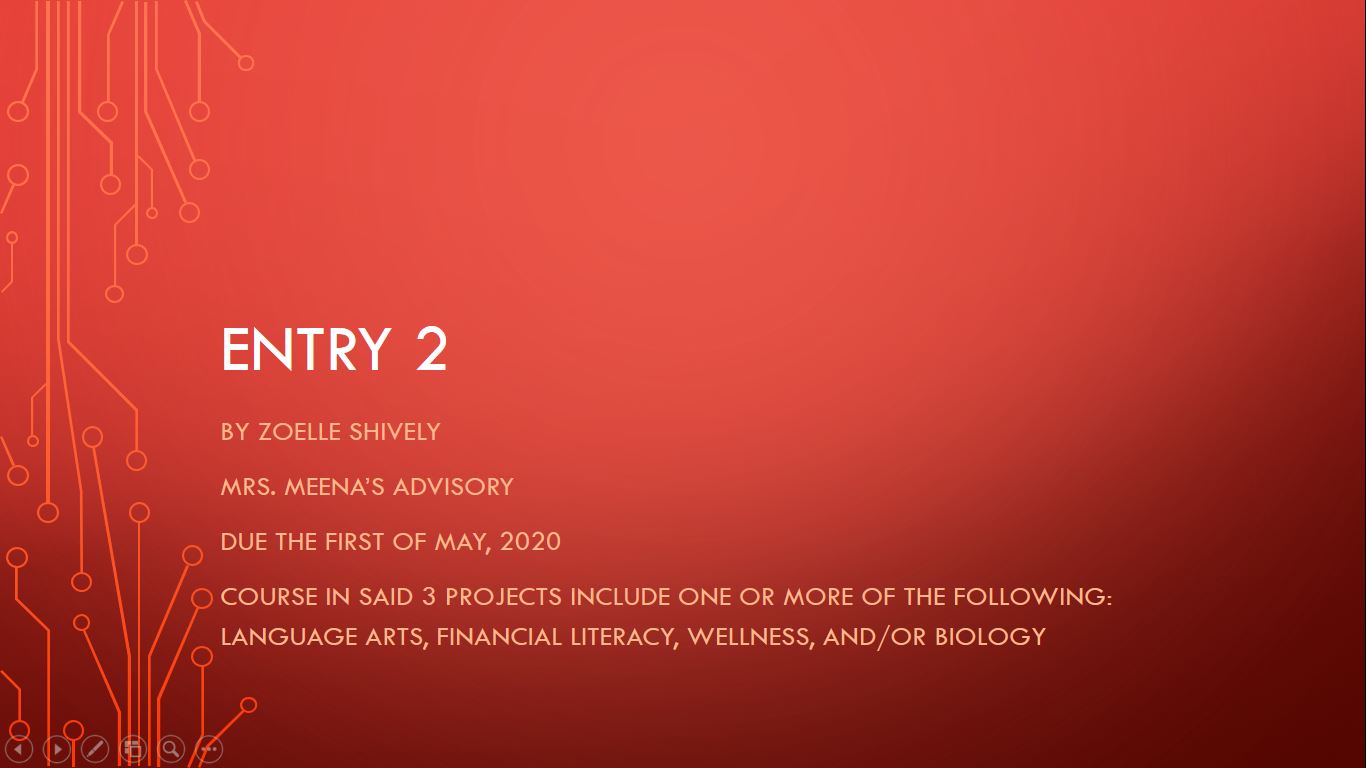 ENTRY 2
BY ZOELLE SHIVELY
MRS. MEENA’S ADVISORY
DUE THE FIRST OF MAY, 2020
COURSE IN SAID 3 PROJECTS INCLUDE ONE OR MORE OF THE FOLLOWING:
LANGUAGE ARTS, FINANCIAL LITERACY, WELLNESS, AND/OR BIOLOGY